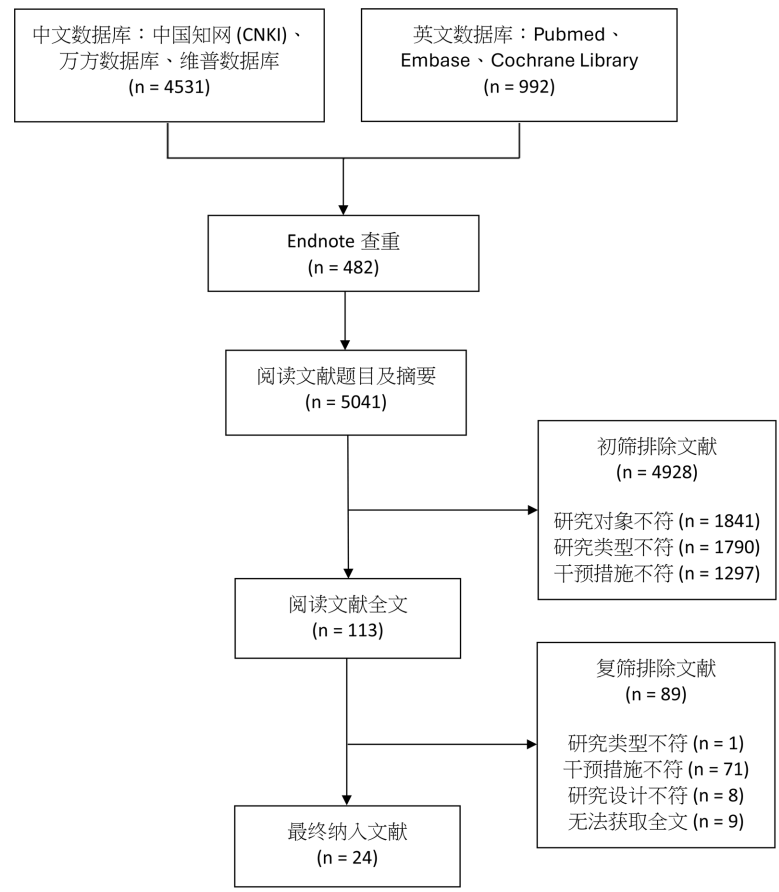 中文数据库：中国知网 (CNKI)、
万方数据库、维普数据库
(n = 4531)
英文数据库：Pubmed、
Embase、Cochrane Library
(n = 992)
Endnote 查重
(n = 482)
阅读文献题目及摘要
(n = 5041)
初筛排除文献
(n = 4928)
研究对象不符 (n = 1841)
研究类型不符 (n = 1790)
干预措施不符 (n = 1297)
阅读文献全文
(n = 113)
复筛排除文献
(n = 89)
研究类型不符 (n = 1)
干预措施不符 (n = 71)
研究设计不符 (n = 8)
无法获取全文 (n = 9)
最终纳入文献
(n = 24)